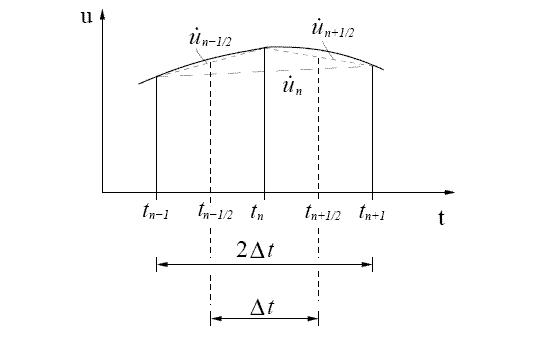 u
u̇n−1/2
u̇n+1/2
u̇n
tn−1 tn−1/2 tn tn+1/2 tn+1
t
2Δt
Δt